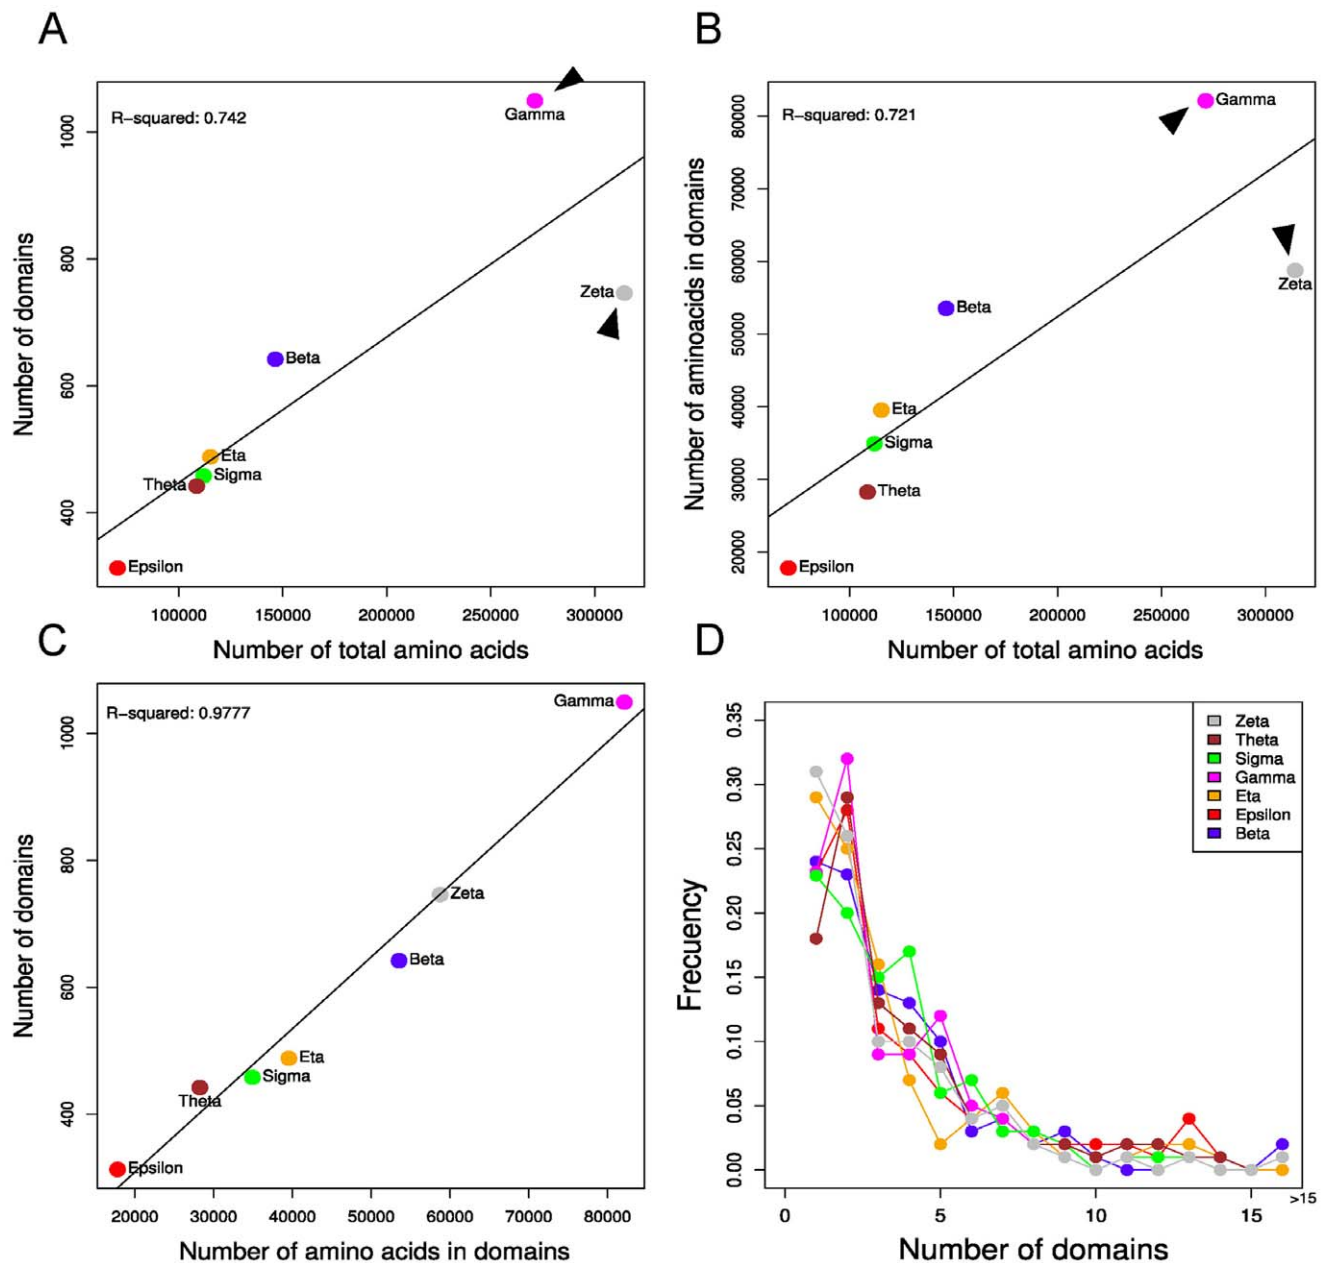 A
R-squared: 0.742
Gamma
Zeta
Beta
Eta
Sigma
Theta
Epsilon
Number of domains
400
600
800
1000
100000 150000 200000 250000 300000
Number of total amino acids
B
R-squared: 0.721
Gamma
Zeta
Beta
Eta
Sigma
Theta
Epsilon
Number of aminoacids in domains
20000
30000
40000
50000
60000
70000
80000
100000 150000 200000 250000 300000
Number of total amino acids
C
R-squared: 0.9777
Gamma
Zeta
Beta
Eta
Sigma
Theta
Epsilon
Number of domains
400
600
800
1000
20000 30000 40000 50000 60000 70000 80000
Number of amino acids in domains
D
Zeta
Theta
Sigma
Gamma
Eta
Epsilon
Beta
Frecuency
0.00
0.05
0.10
0.15
0.20
0.25
0.30
0.35
0 5 10 15 >15
Number of domains